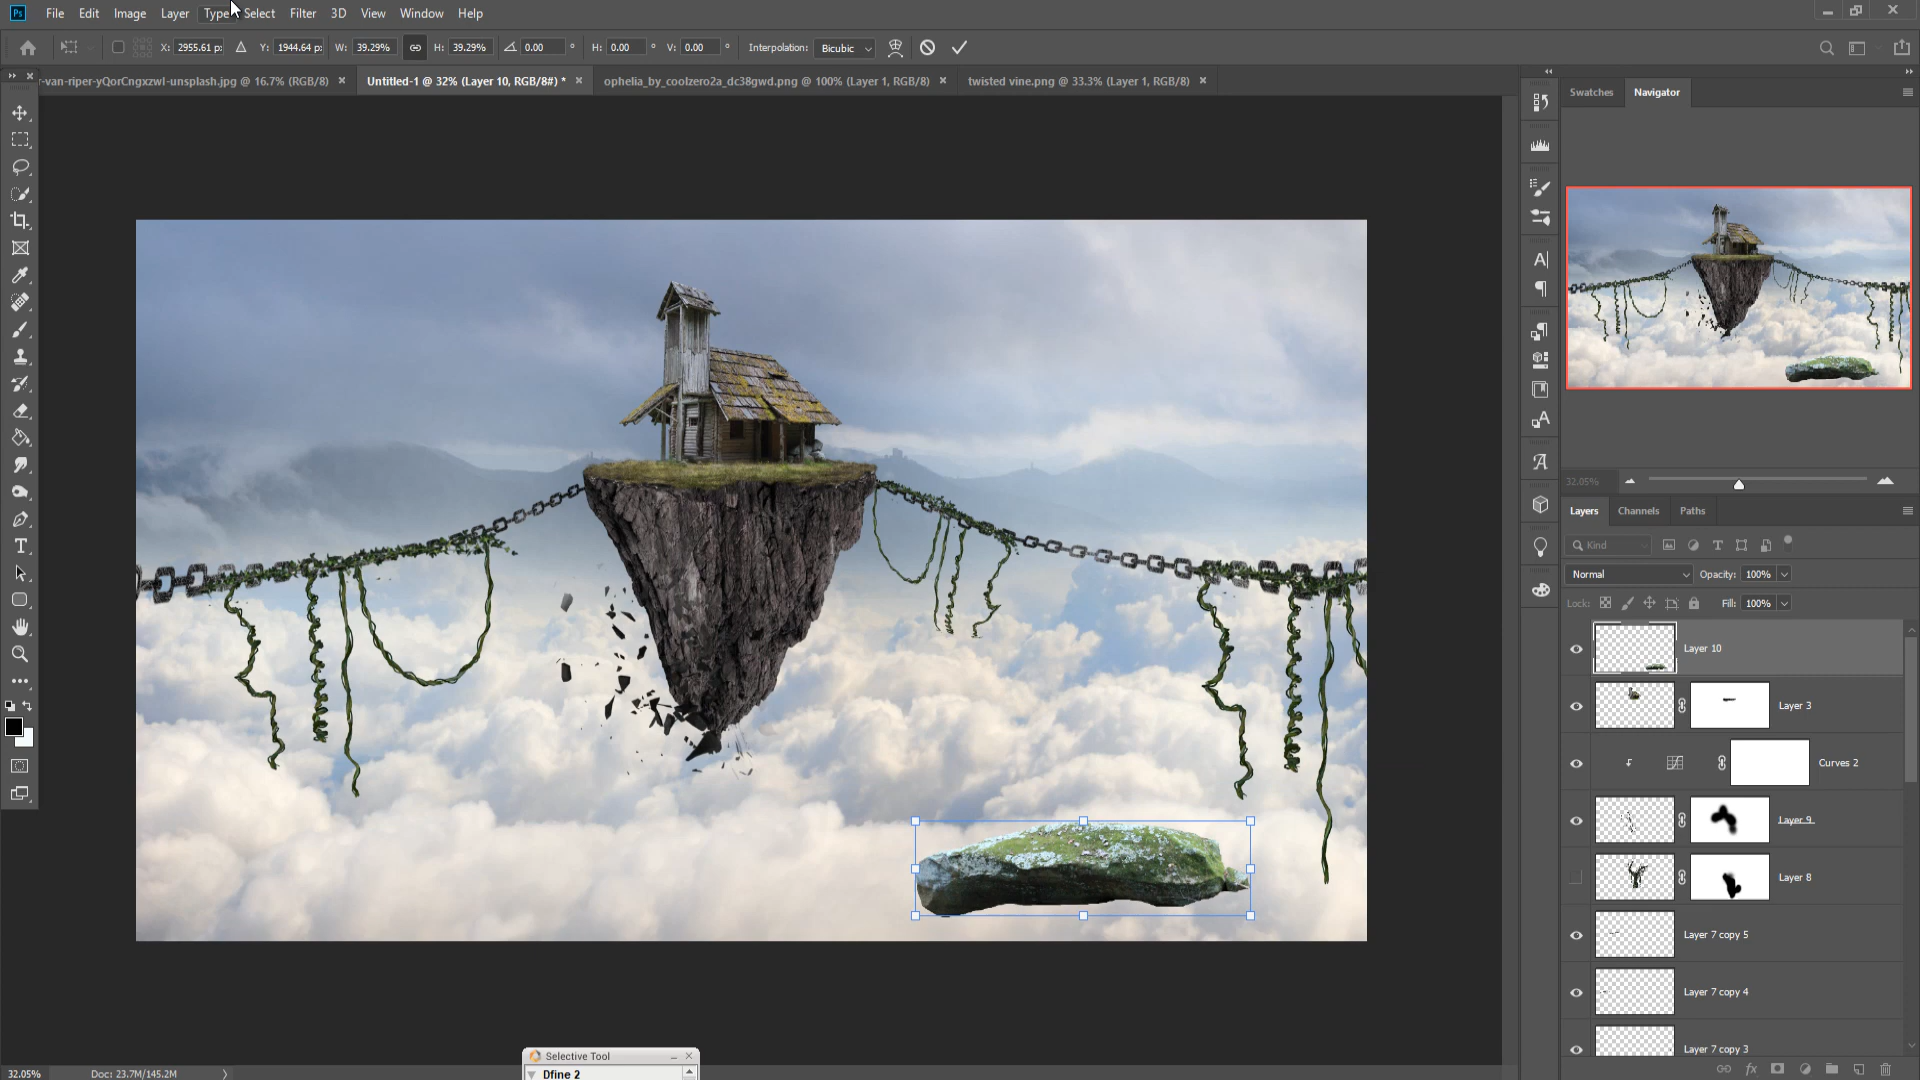 Ps File Edit Image Layer Type Select Filter 3D View Window Help
X: 2955.61 p: Y: 1944.64 p: W: 39.29% H: 39.29% 0.00 ° H: 0.00 ° V: 0.00 ° Interpolation: Bicubic
r-van-riper-yQorCngxzwI-unsplash.jpg @ 16.7% (RGB/8) × Untitled-1 @ 32% (Layer 10, RGB/8#) * × ophelia_by_coolzero2a_dc38gwd.png @ 100% (Layer 1, RGB/8) × twisted vine.png @ 33.3% (Layer 1, RGB/8) ×
Swatches Navigator
32.05%
Layers Channels Paths
Kind
Normal Opacity: 100%
Lock: Fill: 100%
Layer 10
Layer 3
Curves 2
Layer 9
Layer 8
Layer 7 copy 5
Layer 7 copy 4
Layer 7 copy 3
Selective Tool
Dfine 2
32.05% Doc: 23.7M/145.2M